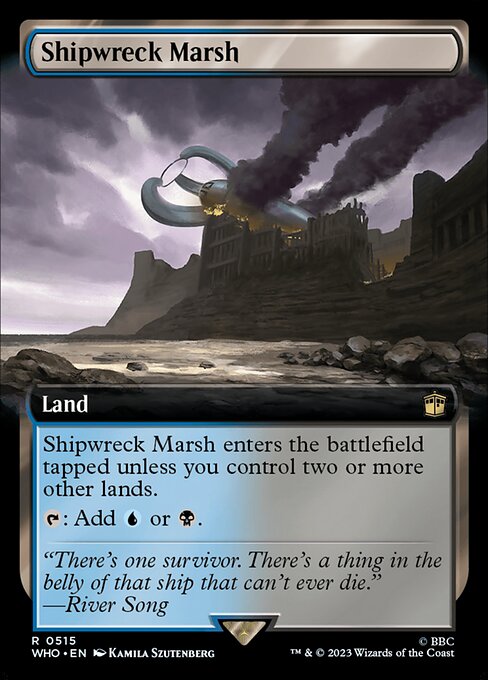 Shipwreck Marsh
Land
Shipwreck Marsh enters the battlefield
tapped unless you control two or more
other lands.
: Add or .
“There’s one survivor. There’s a thing in the
belly of that ship that can’t ever die.”
—River Song
R 0515
WHO • EN Kamila Szutenberg
© BBC
™ & © 2023 Wizards of the Coast